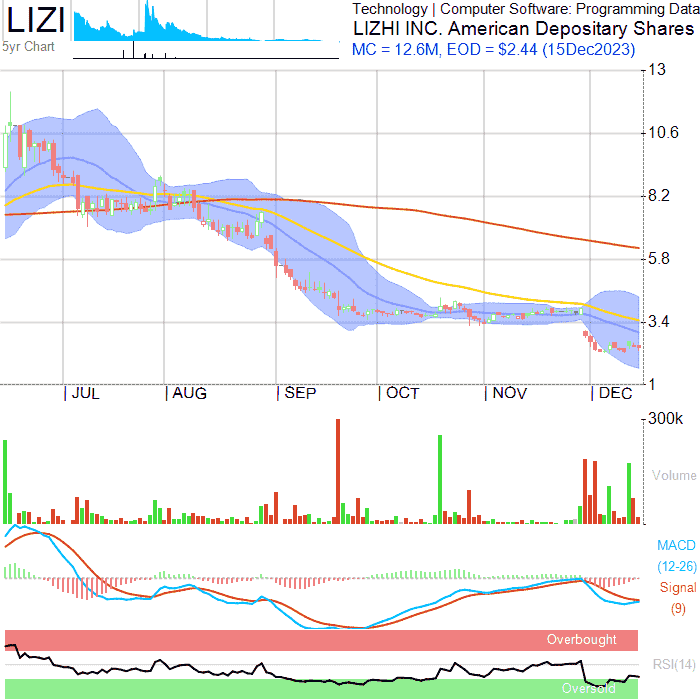 LIZI
5yr Chart
Technology | Computer Software: Programming Data
LIZHI INC. American Depositary Shares
MC = 12.6M, EOD = $2.44 (15Dec2023)
13
10.6
8.2
5.8
3.4
1
JUL AUG SEP OCT NOV DEC
300k
Volume
MACD
(12-26)
Signal
(9)
Overbought
RSI(14)
Oversold